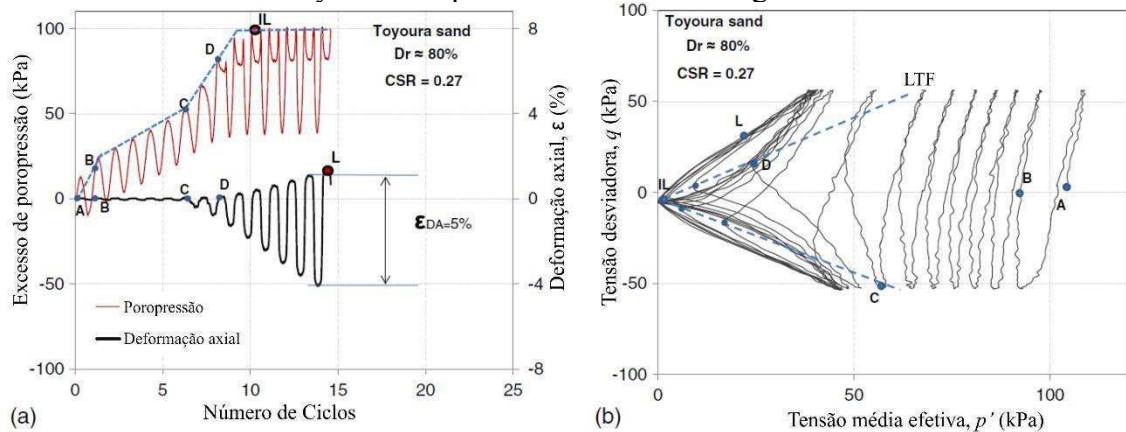 100
50
0
-50
-100
Excesso de poropressão (kPa)
8
4
0
-4
-8
Deformação axial, ε (%)
0
5
10
15
20
25
Número de Ciclos
(a)
Toyoura sand
Dr ≈ 80%
CSR = 0.27
IL
D
C
B
A
B
C
D
L
εDA=5%
Poropressão
Deformação axial
100
50
0
-50
-100
Tensão desviadora, q (kPa)
0
50
100
Tensão média efetiva, p' (kPa)
(b)
Toyoura sand
Dr ≈ 80%
CSR = 0.27
LTF
L
D
IL
B
A
C